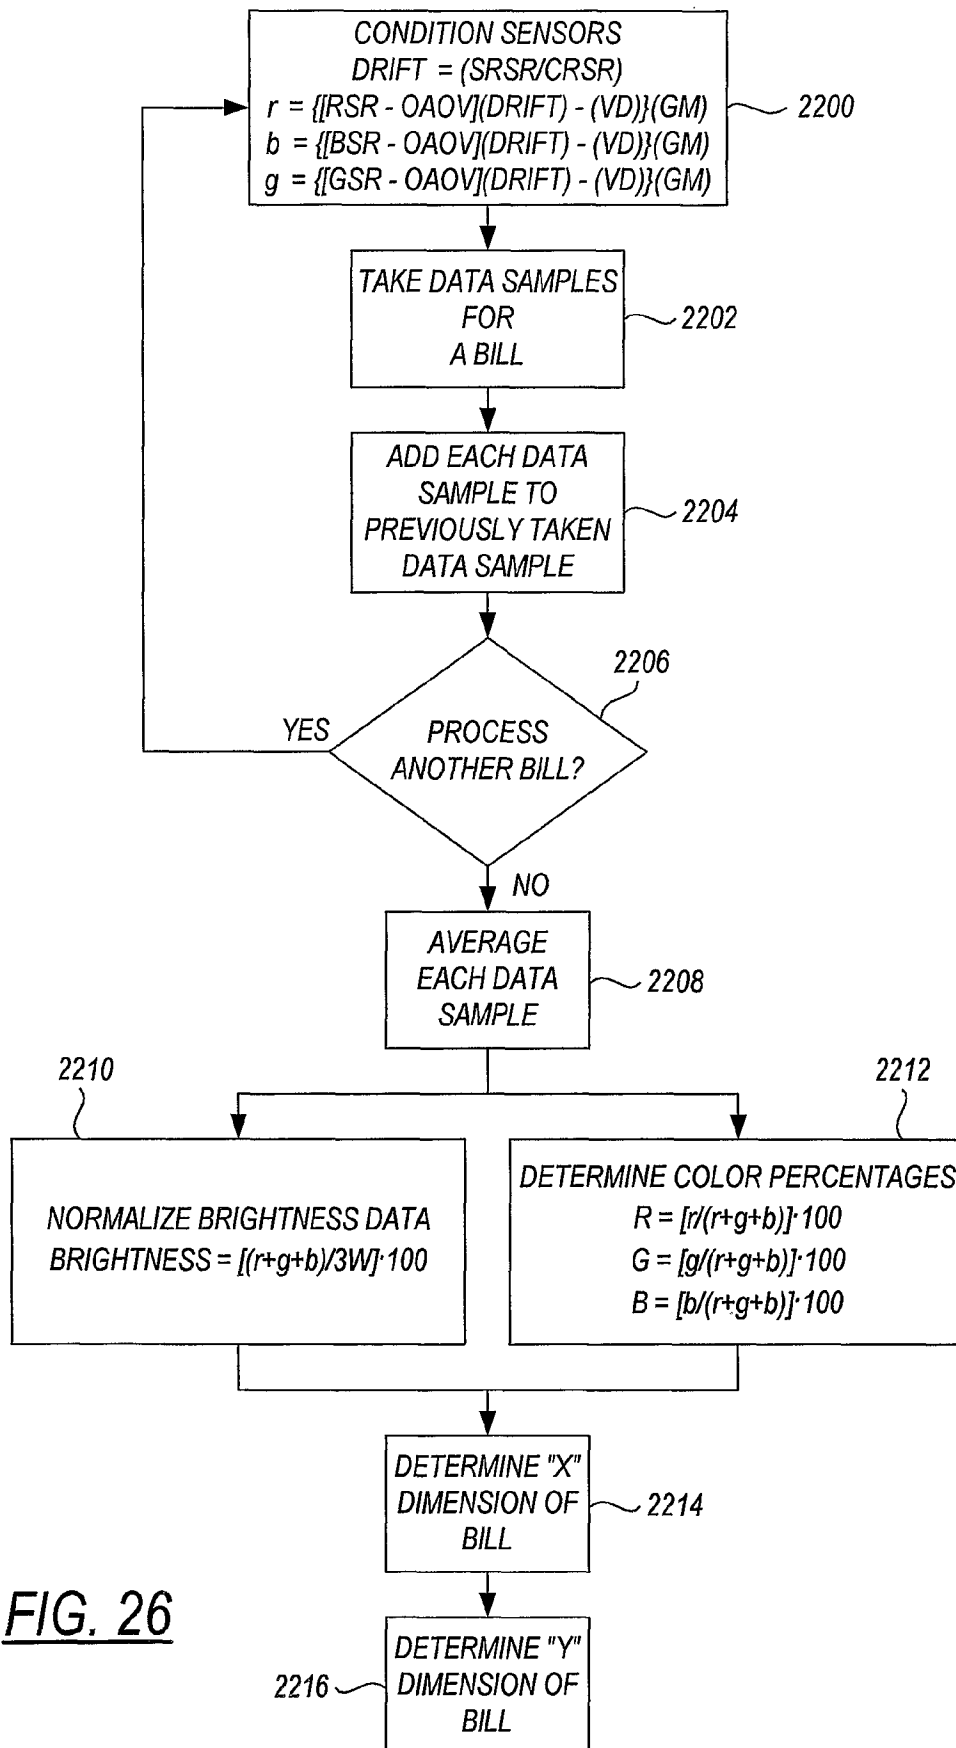 CONDITION SENSORS
DRIFT = (SRSR/CRSR)
r = {[RSR - OAOV](DRIFT) - (VD)}(GM)
b = {[BSR - OAOV](DRIFT) - (VD)}(GM)
g = {[GSR - OAOV](DRIFT) - (VD)}(GM)
2200
TAKE DATA SAMPLES
FOR
A BILL
2202
ADD EACH DATA
SAMPLE TO
PREVIOUSLY TAKEN
DATA SAMPLE
2204
2206
YES
PROCESS
ANOTHER BILL?
NO
AVERAGE
EACH DATA
SAMPLE
2208
2210
NORMALIZE BRIGHTNESS DATA
BRIGHTNESS = [(r+g+b)/3W]·100
2212
DETERMINE COLOR PERCENTAGES
R = [r/(r+g+b)]·100
G = [g/(r+g+b)]·100
B = [b/(r+g+b)]·100
DETERMINE "X"
DIMENSION OF
BILL
2214
FIG. 26
DETERMINE "Y"
DIMENSION OF
BILL
2216